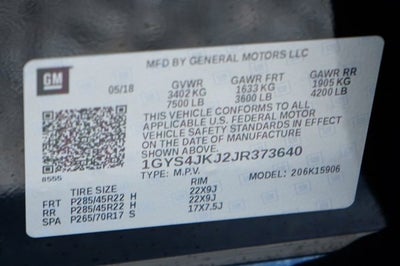 MFD BY GENERAL MOTORS LLC
GM
05/18 GVWR GAWR FRT GAWR RR
3402 KG 1633 KG 1905 KG
7500 LB 3600 LB 4200 LB
THIS VEHICLE CONFORMS TO ALL
APPLICABLE U.S. FEDERAL MOTOR
VEHICLE SAFETY STANDARDS IN EFFECT
ON THE DATE OF MANUFACTURE
SHOWN ABOVE.
1GYS4JKJ2JR373640
8555 TYPE: M.P.V. MODEL: 206K15906
TIRE SIZE RIM
FRT P285/45R22 H 22X9J
RR P285/45R22 H 22X9J
SPA P265/70R17 S 17X7.5J